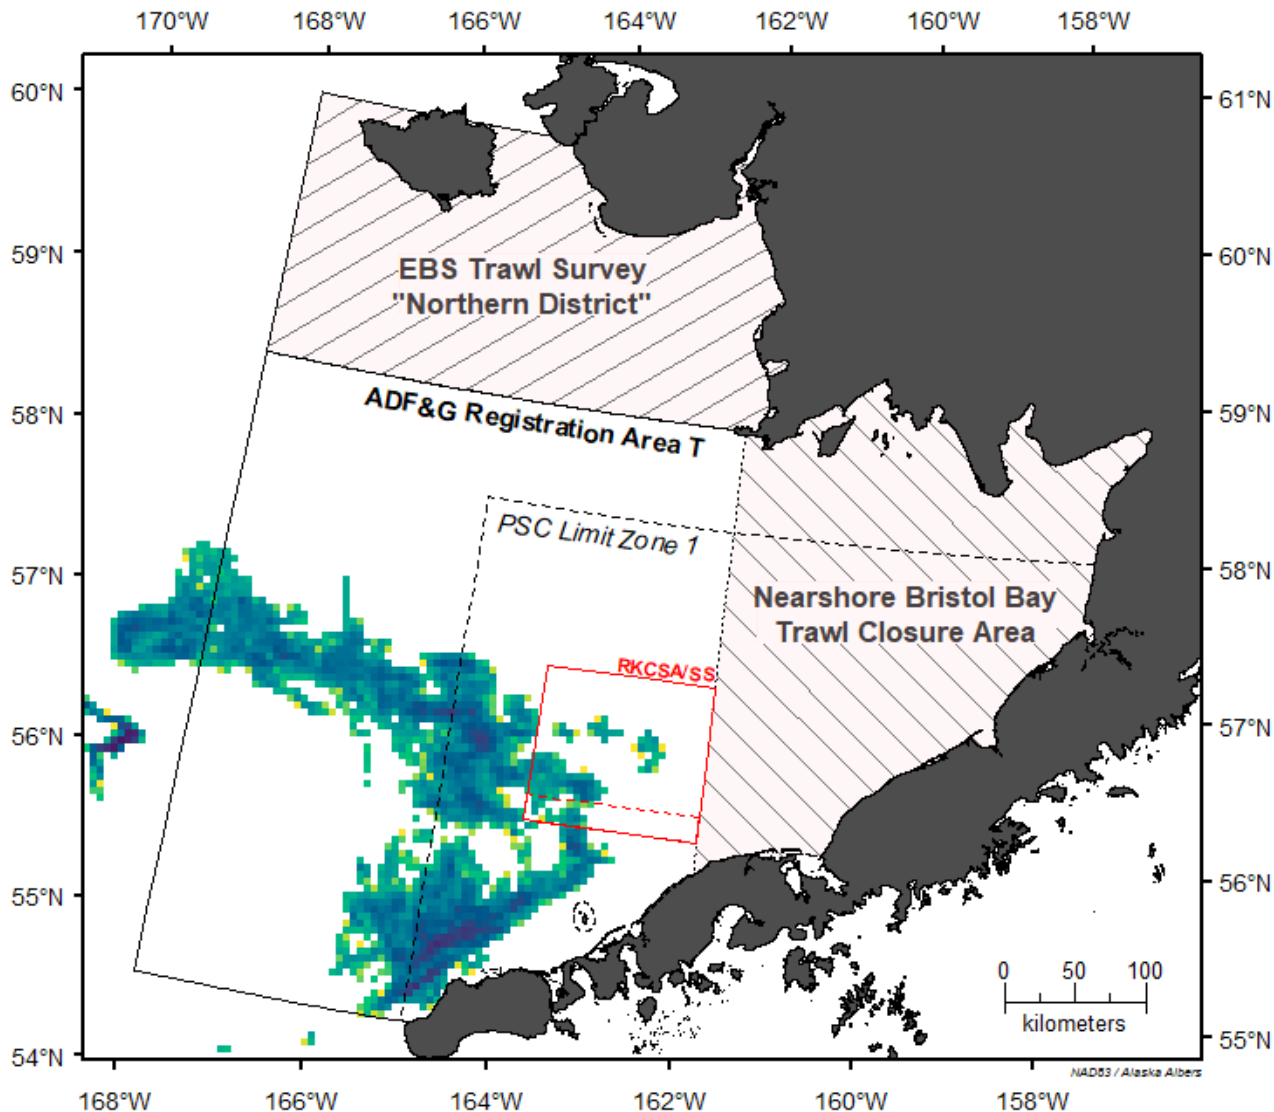 170°W 168°W 166°W 164°W 162°W 160°W 158°W
60°N
61°N
EBS Trawl Survey
"Northern District"
59°N
60°N
ADF&G Registration Area T
58°N
59°N
PSC Limit Zone 1
57°N
58°N
Nearshore Bristol Bay
Trawl Closure Area
RKCSA/SS
56°N
57°N
55°N
56°N
0 50 100
kilometers
54°N
55°N
NAD83 / Alaska Albers
168°W 166°W 164°W 162°W 160°W 158°W